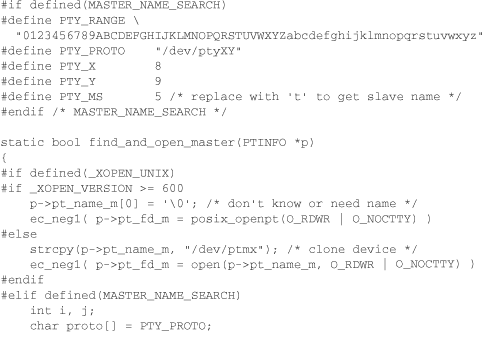 #if defined(MASTER_NAME_SEARCH)
#define PTY_RANGE \
  "0123456789ABCDEFGHIJKLMNOPQRSTUVWXYZabcdefghijklmnopqrstuvwxyz"
#define PTY_PROTO    "/dev/ptyXY"
#define PTY_X        8
#define PTY_Y        9
#define PTY_MS       5 /* replace with 't' to get slave name */
#endif /* MASTER_NAME_SEARCH */

static bool find_and_open_master(PTINFO *p)
{
#if defined(_XOPEN_UNIX)
#if _XOPEN_VERSION >= 600
    p->pt_name_m[0] = '\0'; /* don't know or need name */
    ec_neg1( p->pt_fd_m = posix_openpt(O_RDWR | O_NOCTTY) )
#else
    strcpy(p->pt_name_m, "/dev/ptmx"); /* clone device */
    ec_neg1( p->pt_fd_m = open(p->pt_name_m, O_RDWR | O_NOCTTY) )
#endif
#elif defined(MASTER_NAME_SEARCH)
    int i, j;
    char proto[] = PTY_PROTO;